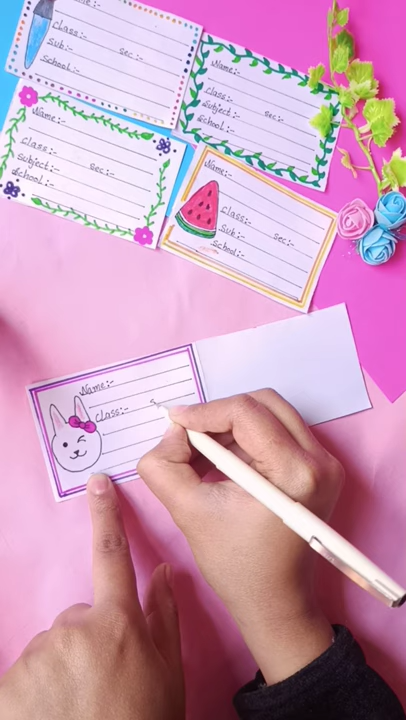 Class:-
Sec:-
Sub:-
School:-
Name:-
Class:-
Sec:-
Subject:-
School:-
Name:-
Class:-
Sec:-
Subject:-
School:-
Name:-
Class:-
Sec:-
Sub:-
School:-
Name:-
Class:-